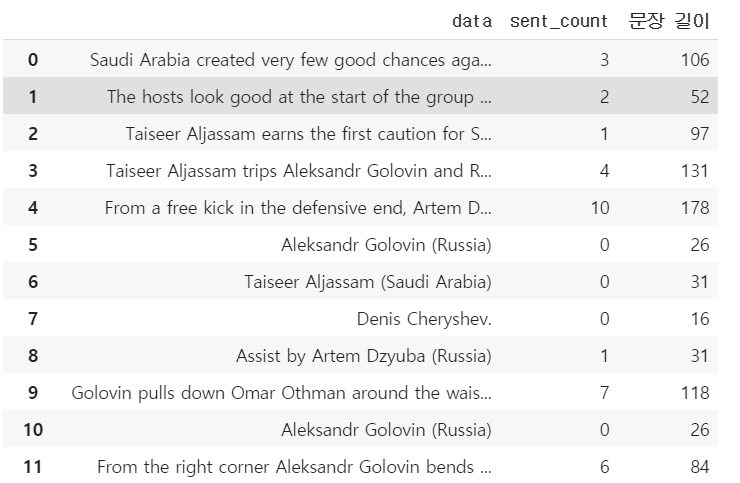 data sent_count 문장 길이
0 Saudi Arabia created very few good chances aga... 3 106
1 The hosts look good at the start of the group ... 2 52
2 Taiseer Aljassam earns the first caution for S... 1 97
3 Taiseer Aljassam trips Aleksandr Golovin and R... 4 131
4 From a free kick in the defensive end, Artem D... 10 178
5 Aleksandr Golovin (Russia) 0 26
6 Taiseer Aljassam (Saudi Arabia) 0 31
7 Denis Cheryshev. 0 16
8 Assist by Artem Dzyuba (Russia) 1 31
9 Golovin pulls down Omar Othman around the wais... 7 118
10 Aleksandr Golovin (Russia) 0 26
11 From the right corner Aleksandr Golovin bends ... 6 84